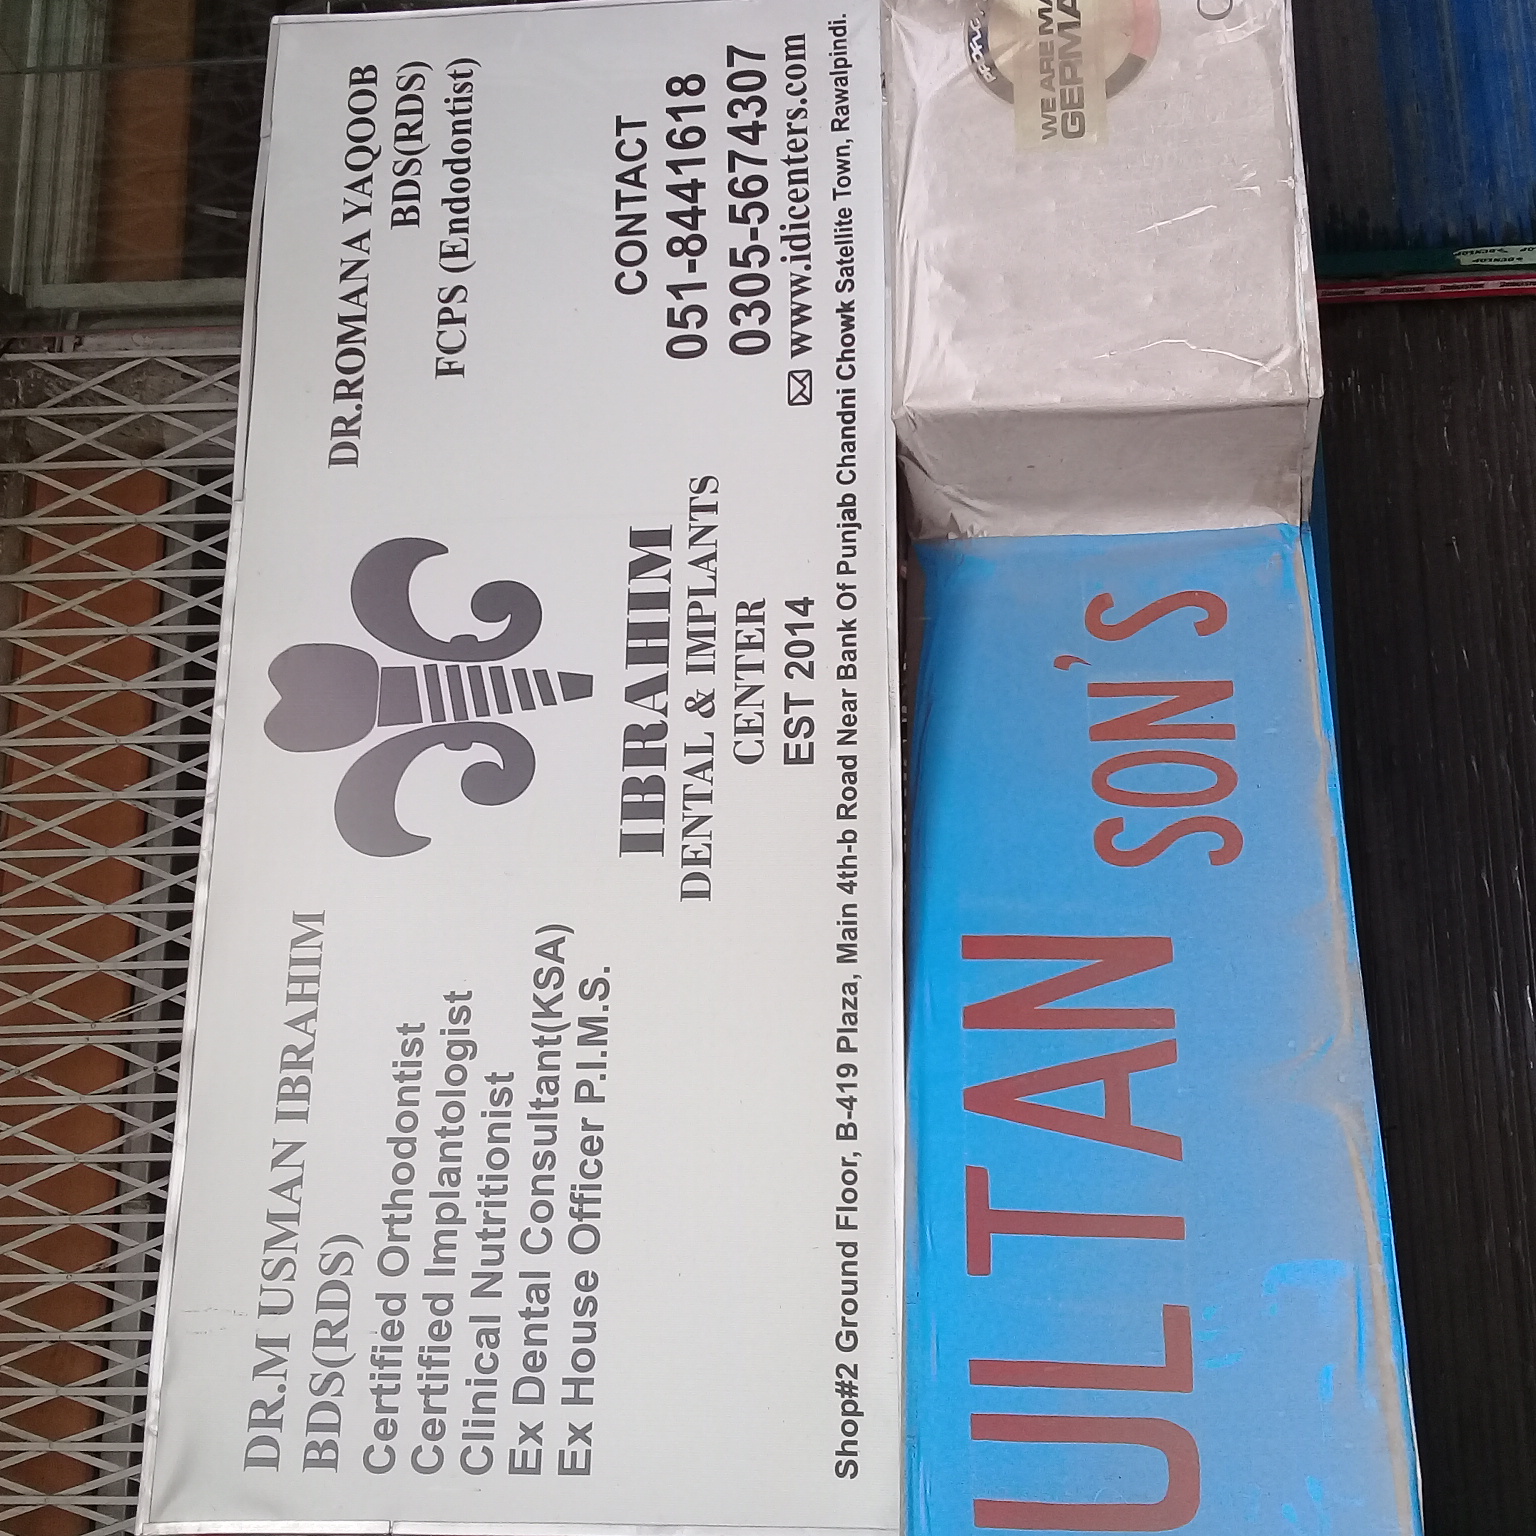 DR.M USMAN IBRAHIM
BDS(RDS)
Certified Orthodontist
Certified Implantologist
Clinical Nutritionist
Ex Dental Consultant(KSA)
Ex House Officer P.I.M.S.
IBRAHIM
DENTAL & IMPLANTS
CENTER
EST 2014
DR.ROMANA YAQOOB
BDS(RDS)
FCPS (Endodontist)
CONTACT
051-8441618
0305-5674307
www.idicenters.com
Shop#2 Ground Floor, B-419 Plaza, Main 4th-b Road Near Bank Of Punjab Chandni Chowk Satellite Town, Rawalpindi.
ULTAN SON'S
WE ARE MA
GERMA